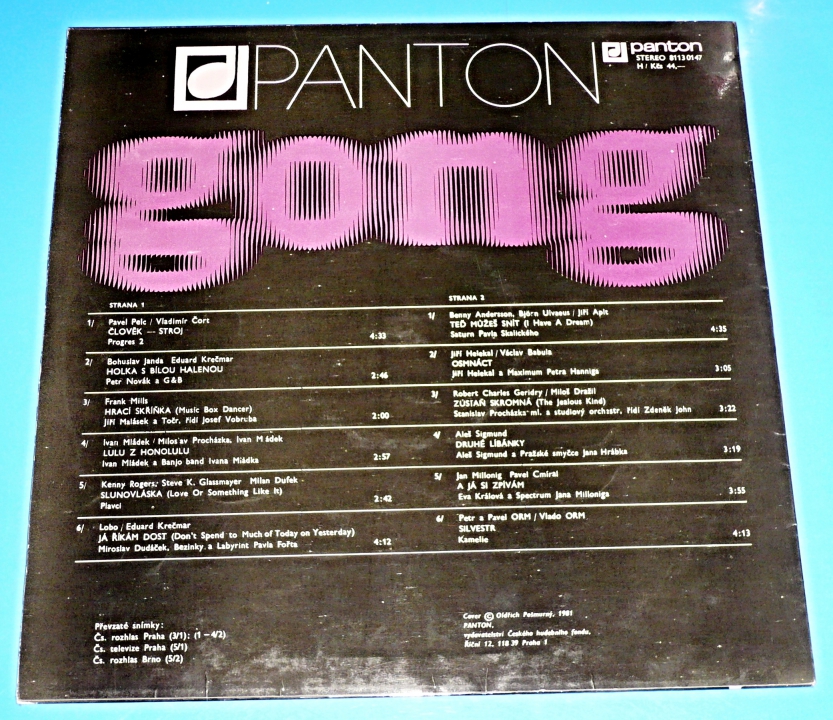 PANTON
panton
STEREO 8113 0147
H / Kčs 44,—
gong
STRANA 1
1/ Pavel Pelc / Vladimír Čort
ČLOVĚK — STROJ
Progres 2 4:33
2/ Bohuslav Janda Eduard Krečmar
HOLKA S BÍLOU HALENOU
Petr Novák a G&B 2:46
3/ Frank Mills
HRACÍ SKŘÍŇKA (Music Box Dancer)
Jiří Malásek a Točr, řídí Josef Vobruba 2:00
4/ Ivan Mládek / Miloslav Procházka, Ivan Mládek
LULU Z HONOLULU
Ivan Mládek a Banjo band Ivana Mládka 2:57
5/ Kenny Rogers, Steve K. Glassmayer Milan Dufek
SLUNOVLÁSKA (Love Or Something Like It)
Plavci 2:42
6/ Lobo / Eduard Krečmar
JÁ ŘÍKÁM DOST (Don't Spend to Much of Today on Yesterday)
Miroslav Dudáček, Bezinky a Labyrint Pavla Fořta 4:12
STRANA 2
1/ Benny Andersson, Björn Ulvaeus / Jiří Aplt
TEĎ MŮŽEŠ SNÍT (I Have A Dream)
Saturn Pavla Skalického 4:35
2/ Jiří Helekal / Václav Babula
OSMNÁCT
Jiří Helekal a Maximum Petra Hanniga 3:05
3/ Robert Charles Geridry / Miloš Dražil
ZŮSTAŇ SKROMNÁ (The Jealous Kind)
Stanislav Procházka ml. a studiový orchestr, řídí Zdeněk John 3:22
4/ Aleš Sigmund
DRUHÉ LÍBÁNKY
Aleš Sigmund a Pražské smyčce Jana Hrábka 3:19
5/ Jan Millonig Pavel Cmíral
A JÁ SI ZPÍVÁM
Eva Králová a Spectrum Jana Milloniga 3:55
6/ Petr a Pavel ORM / Vlado ORM
SILVESTR
Kamelie 4:13
Převzaté snímky:
Čs. rozhlas Praha (3/1); (1—4/2)
Čs. televize Praha (5/1)
Čs. rozhlas Brno (5/2)
Cover © Oldřich Pošmurný, 1981
PANTON,
vydavatelství Českého hudebního fondu,
Říční 12, 118 39 Praha 1